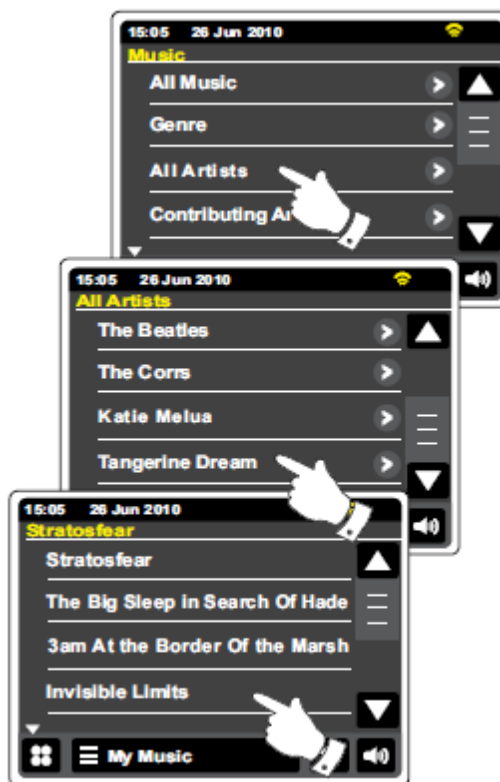 15:05 26 Jun 2010
Music
All Music
Genre
All Artists
Contributing Ar
15:05 26 Jun 2010
All Artists
The Beatles
The Corrs
Katie Melua
Tangerine Dream
15:05 26 Jun 2010
Stratosfear
Stratosfear
The Big Sleep in Search Of Hade
3am At the Border Of the Marsh
Invisible Limits
My Music